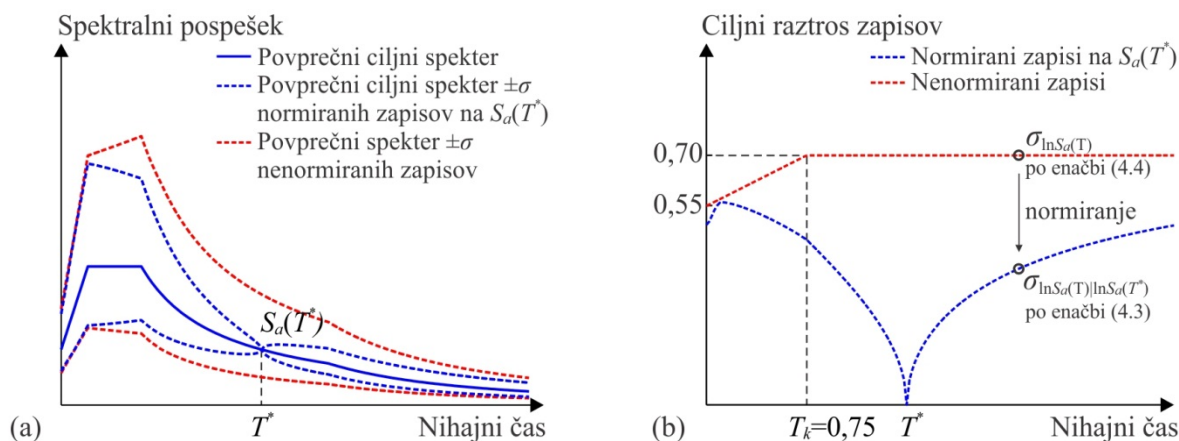 Spektralni pospešek
Povprečni ciljni spekter
Povprečni ciljni spekter ±σ
normiranih zapisov na Sa(T*)
Povprečni spekter ±σ
nenormiranih zapisov
Sa(T*)
(a)
T*
Nihajni čas
Ciljni raztros zapisov
Normirani zapisi na Sa(T*)
Nenormirani zapisi
0,70
0,55
σlnSa(T)
po enačbi (4.4)
normiranje
σlnSa(T)|lnSa(T*)
po enačbi (4.3)
(b)
Tk=0,75
T*
Nihajni čas